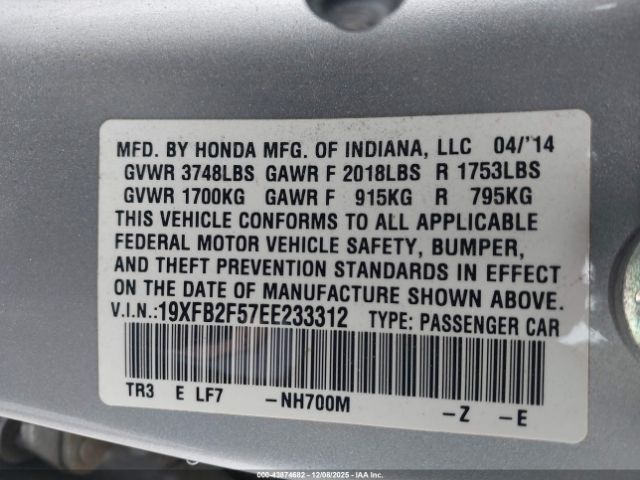 MFD. BY HONDA MFG. OF INDIANA, LLC 04/'14
GVWR 3748LBS GAWR F 2018LBS R 1753LBS
GVWR 1700KG GAWR F 915KG R 795KG
THIS VEHICLE CONFORMS TO ALL APPLICABLE
FEDERAL MOTOR VEHICLE SAFETY, BUMPER,
AND THEFT PREVENTION STANDARDS IN EFFECT
ON THE DATE OF MANUFACTURE SHOWN ABOVE.
V.I.N.:19XFB2F57EE233312 TYPE: PASSENGER CAR
TR3 E LF7 -NH700M -Z -E
000-43874682 - 12/08/2025 - IAA Inc.